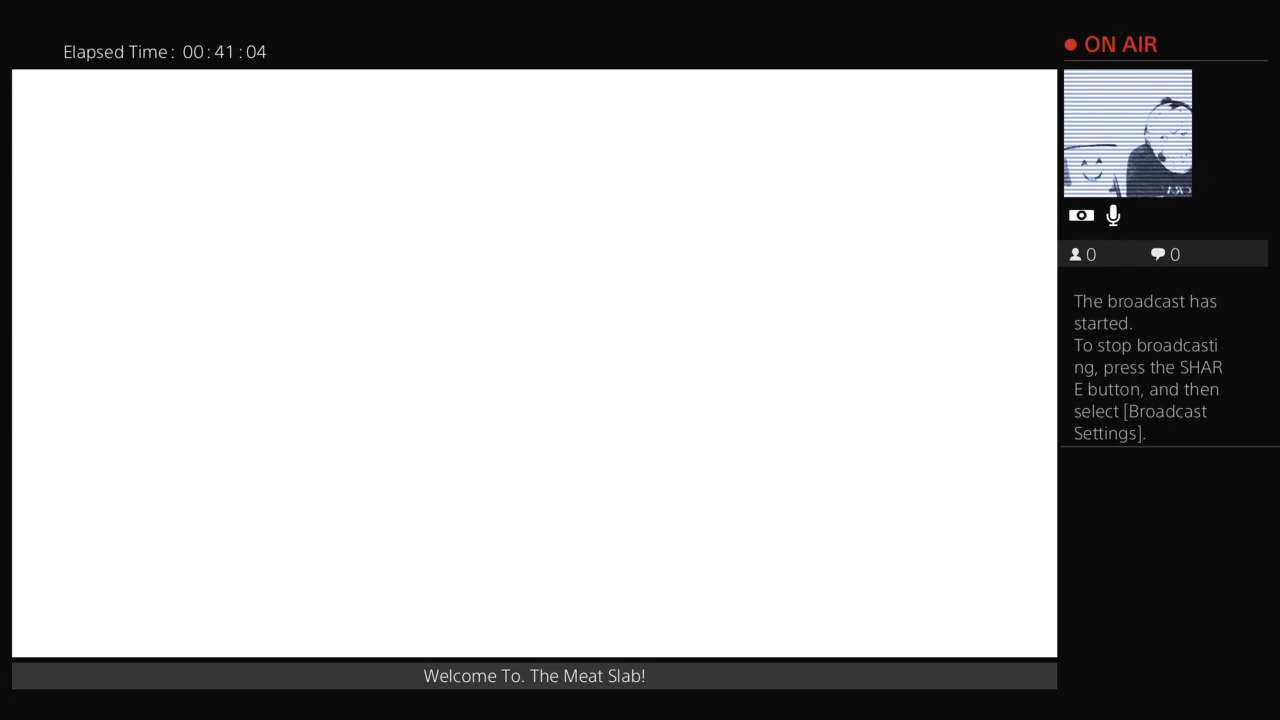 Elapsed Time: 00:41:04
ON AIR
0
0
The broadcast has
started.
To stop broadcasti
ng, press the SHAR
E button, and then
select [Broadcast
Settings].
Welcome To. The Meat Slab!